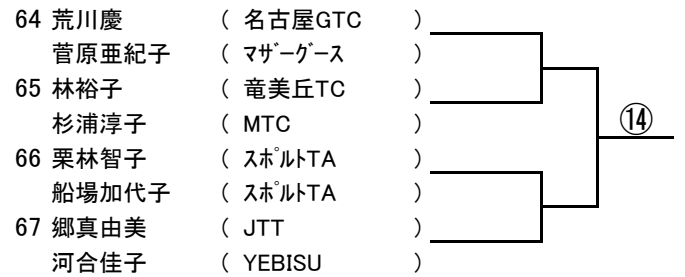 64 荒川慶 ( 名古屋GTC )
菅原亜紀子 ( ﾏｻﾞｰｸﾞｰｽ )
65 林裕子 ( 竜美丘TC )
杉浦淳子 ( MTC )
⑭
66 栗林智子 ( ｽﾎﾟﾙﾄTA )
船場加代子 ( ｽﾎﾟﾙﾄTA )
67 郷真由美 ( JTT )
河合佳子 ( YEBISU )